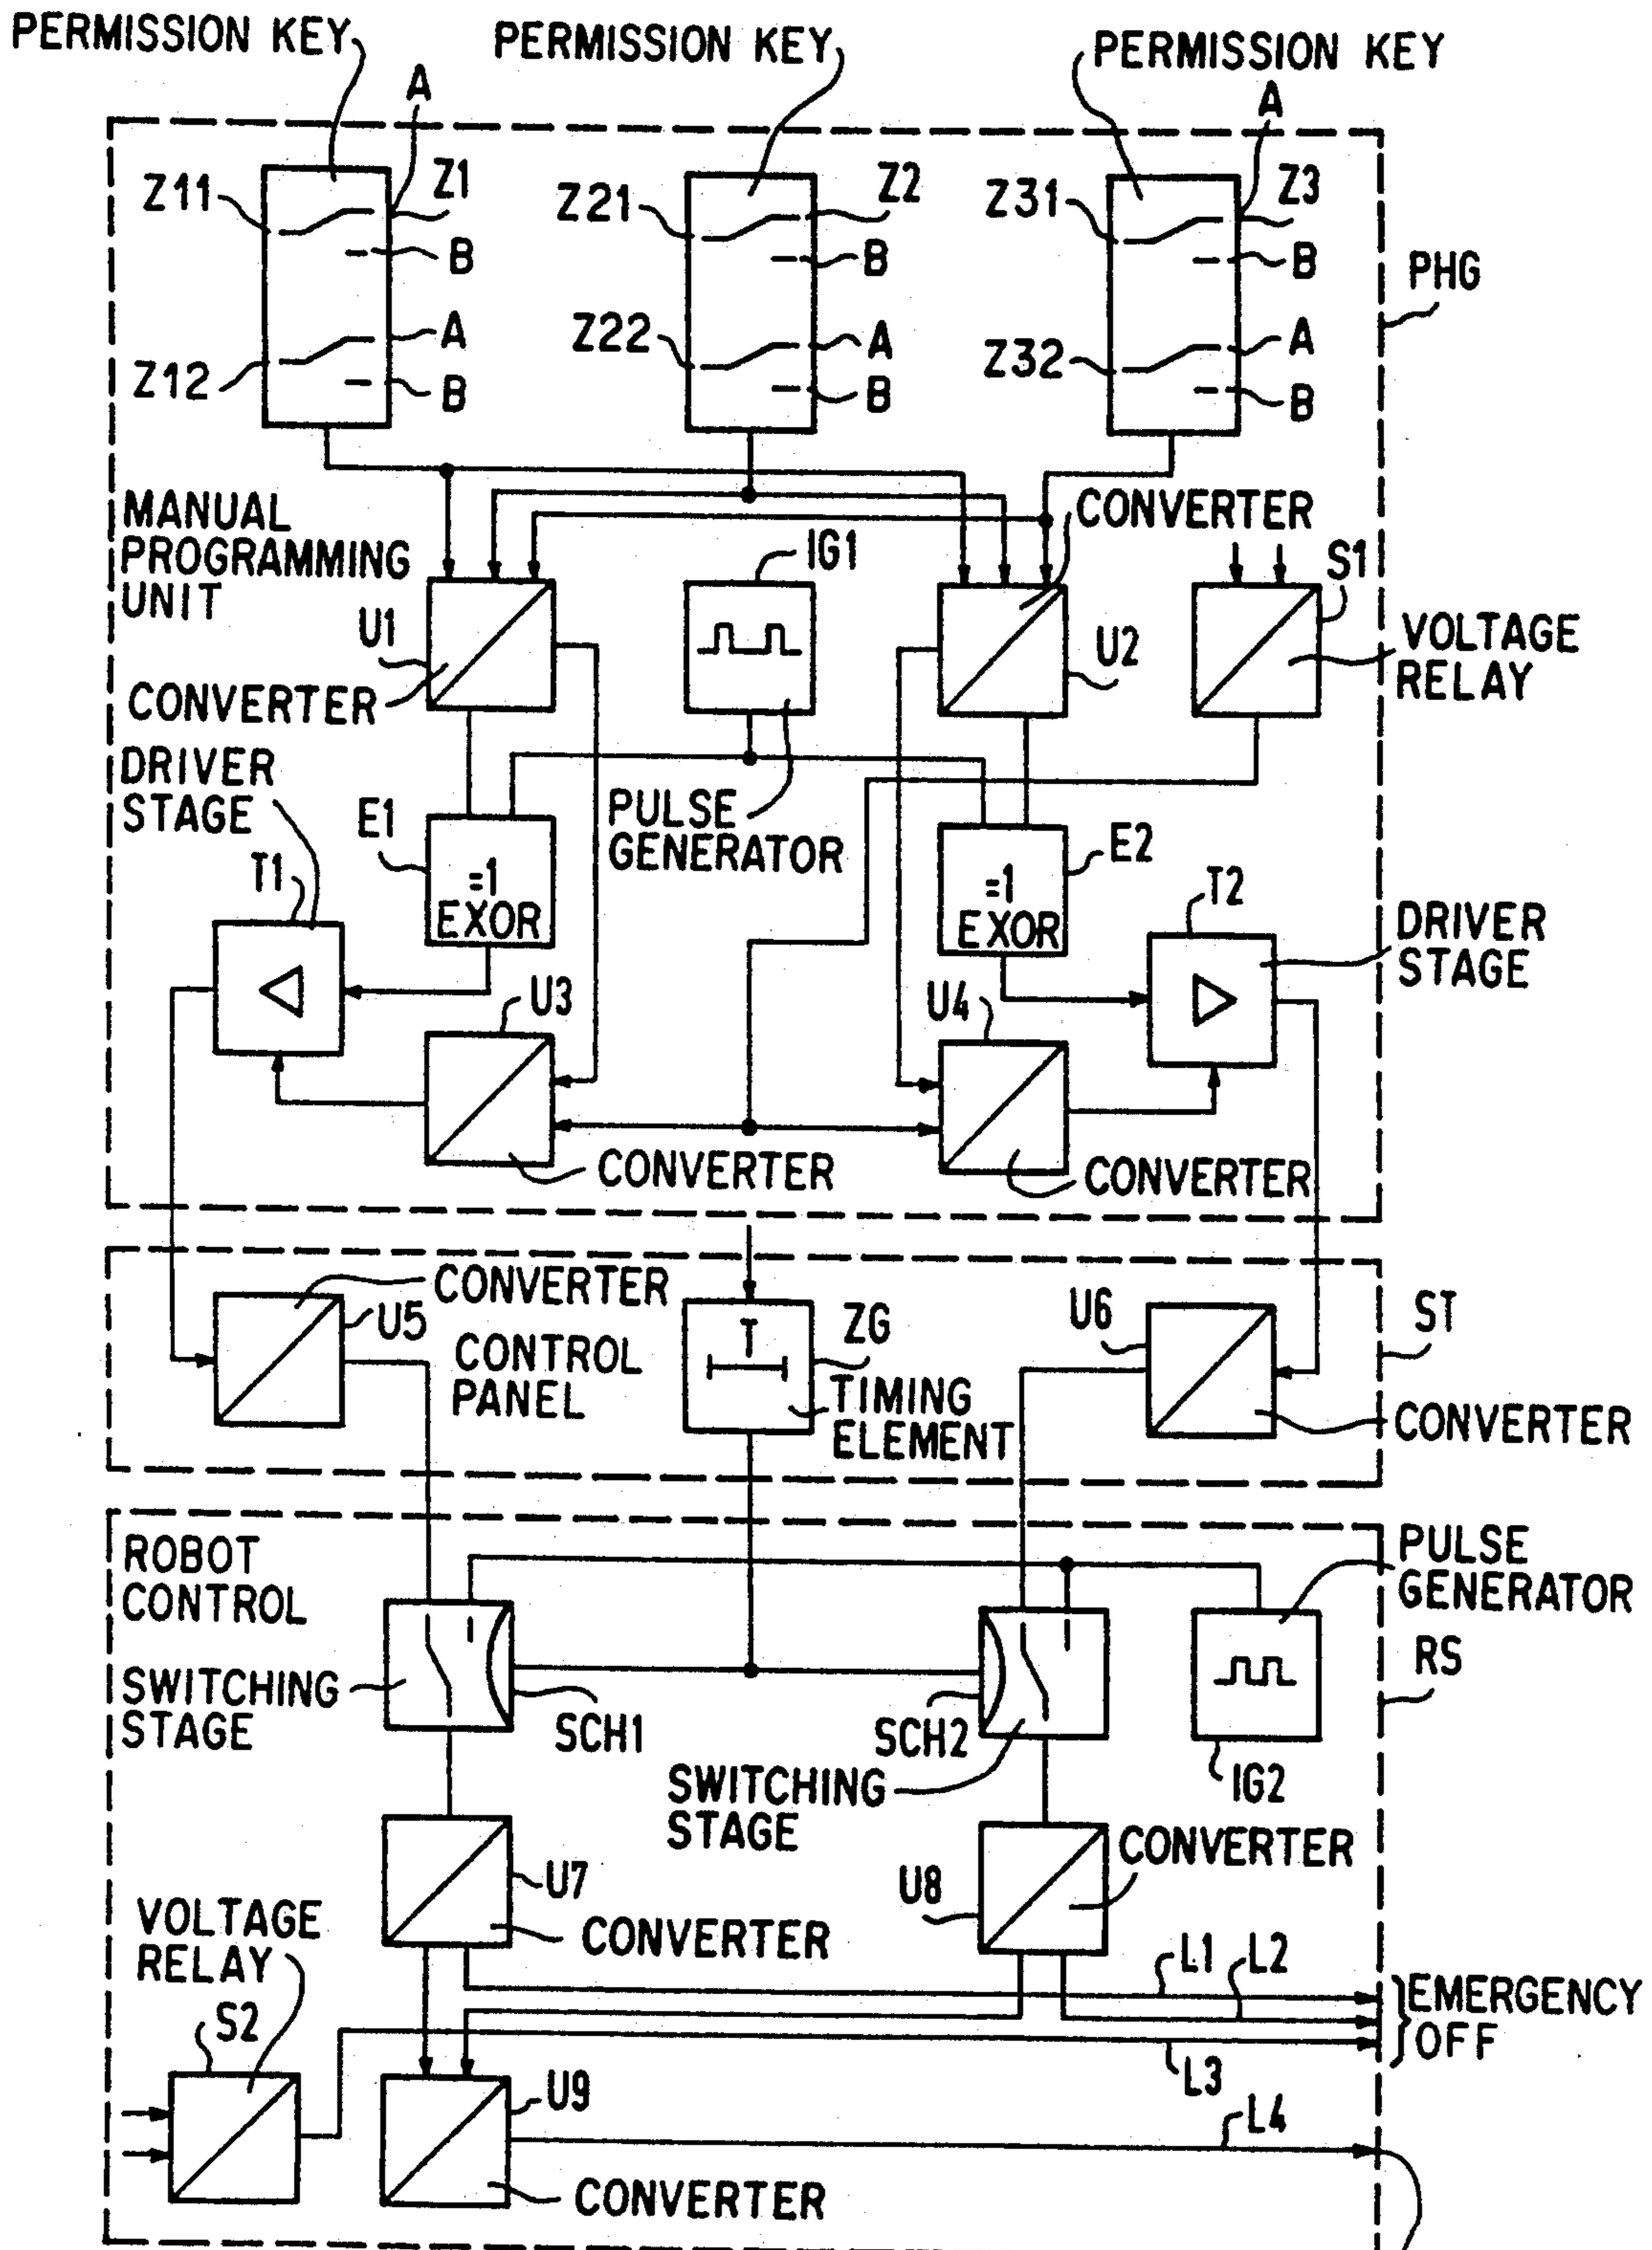 PERMISSION KEY
PERMISSION KEY
PERMISSION KEY
A
A
Z11
Z1
Z21
Z2
Z31
Z3
B
B
B
PHG
A
Z22
A
Z32
A
Z12
B
B
B
MANUAL
PROGRAMMING
UNIT
CONVERTER
IG1
S1
U1
U2
VOLTAGE
RELAY
CONVERTER
DRIVER
STAGE
PULSE
GENERATOR
E1
=1
EXOR
E2
=1
EXOR
T1
T2
DRIVER
STAGE
U3
U4
CONVERTER
CONVERTER
CONVERTER
U5
CONTROL
PANEL
T
ZG
TIMING
ELEMENT
U6
ST
CONVERTER
ROBOT
CONTROL
PULSE
GENERATOR
SWITCHING
STAGE
SCH1
SCH2
RS
IG2
SWITCHING
STAGE
U7
CONVERTER
U8
CONVERTER
VOLTAGE
RELAY
S2
L1
L2
EMERGENCY
OFF
L3
U9
L4
CONVERTER